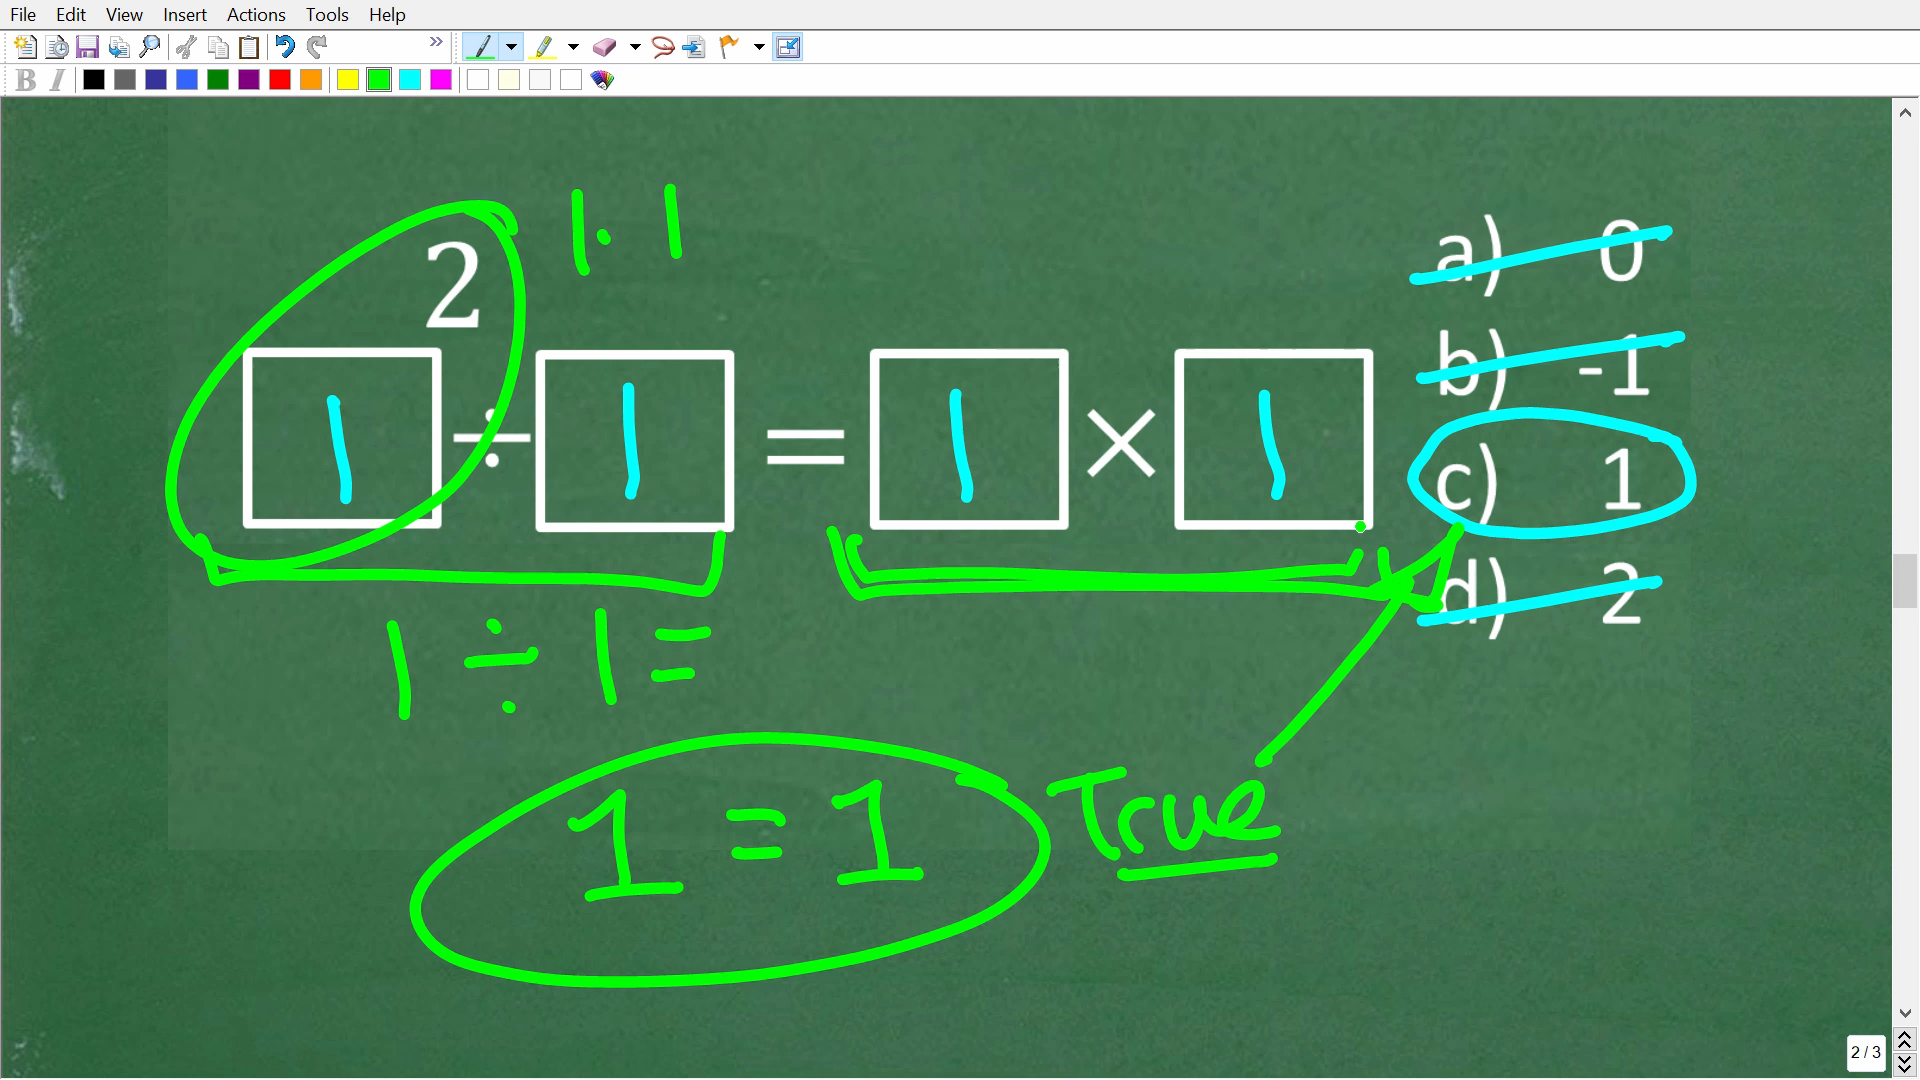 File Edit View Insert Actions Tools Help
B I
2 1 · 1
1 ÷ 1 = 1 × 1
a) 0
b) -1
c) 1
d) 2
1 ÷ 1 =
1 = 1 True
2 / 3